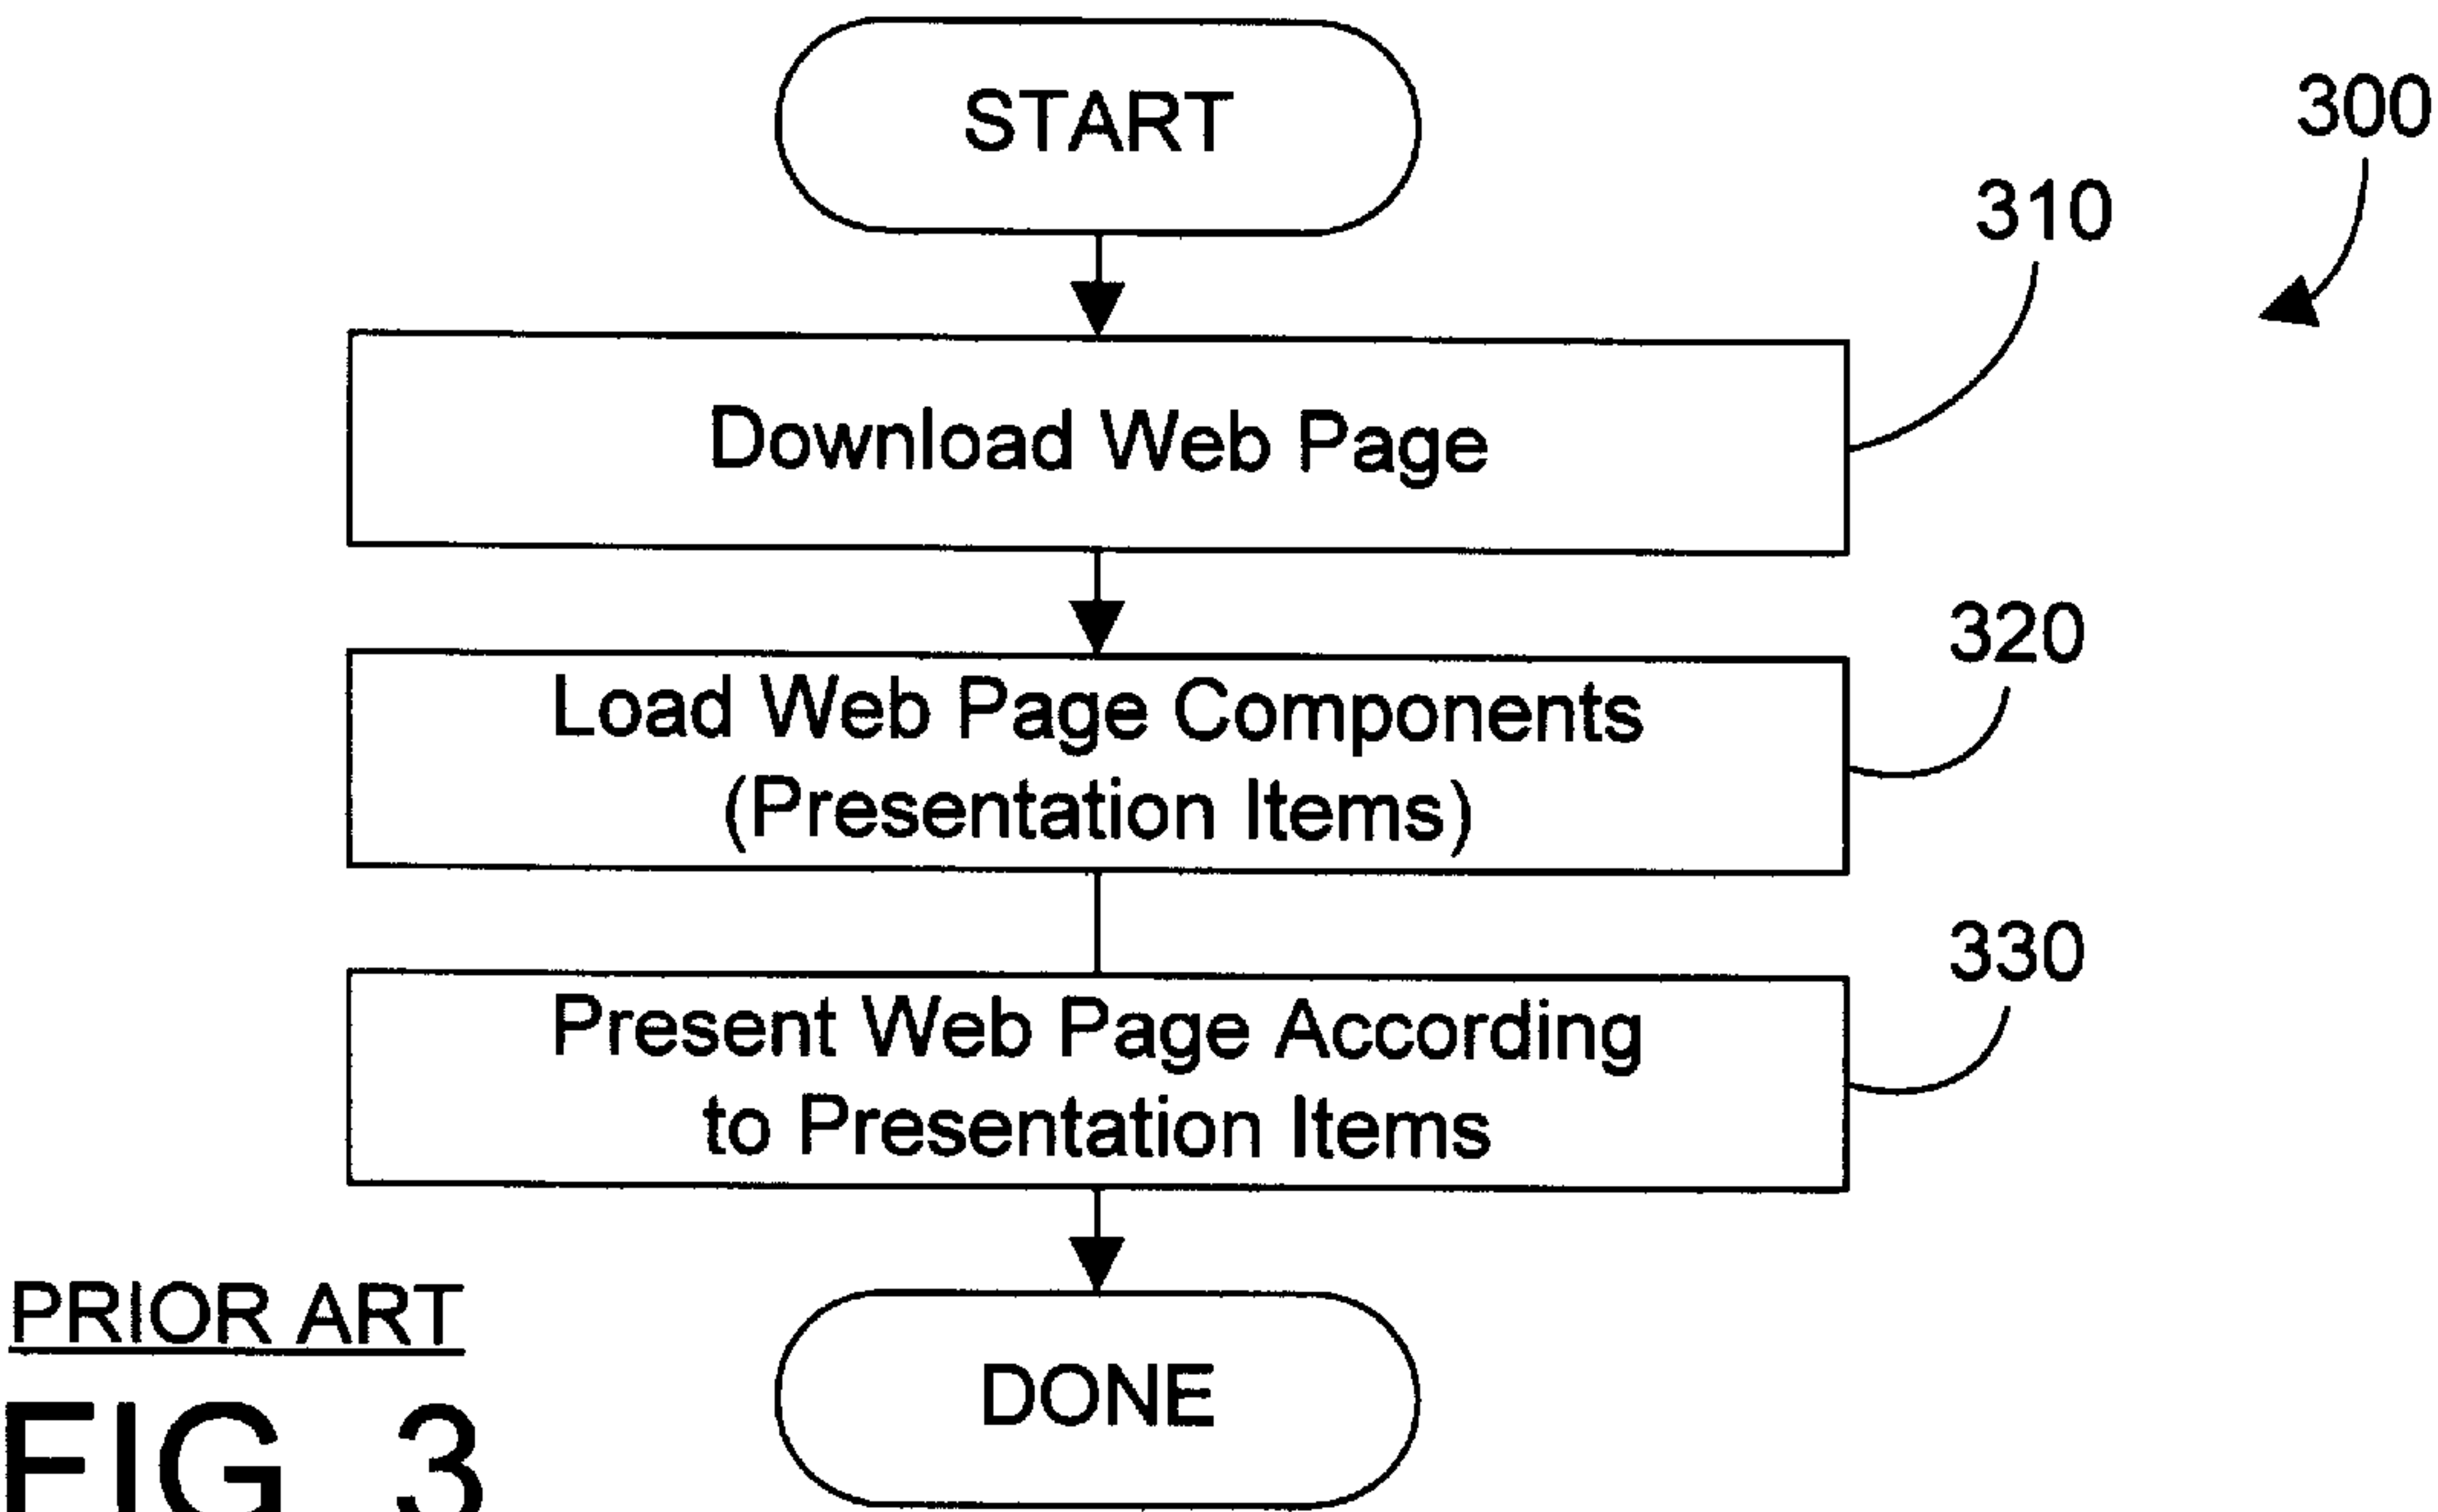 START
300
310
Download Web Page
320
Load Web Page Components
(Presentation Items)
330
Present Web Page According
to Presentation Items
PRIOR ART
DONE
FIG 3